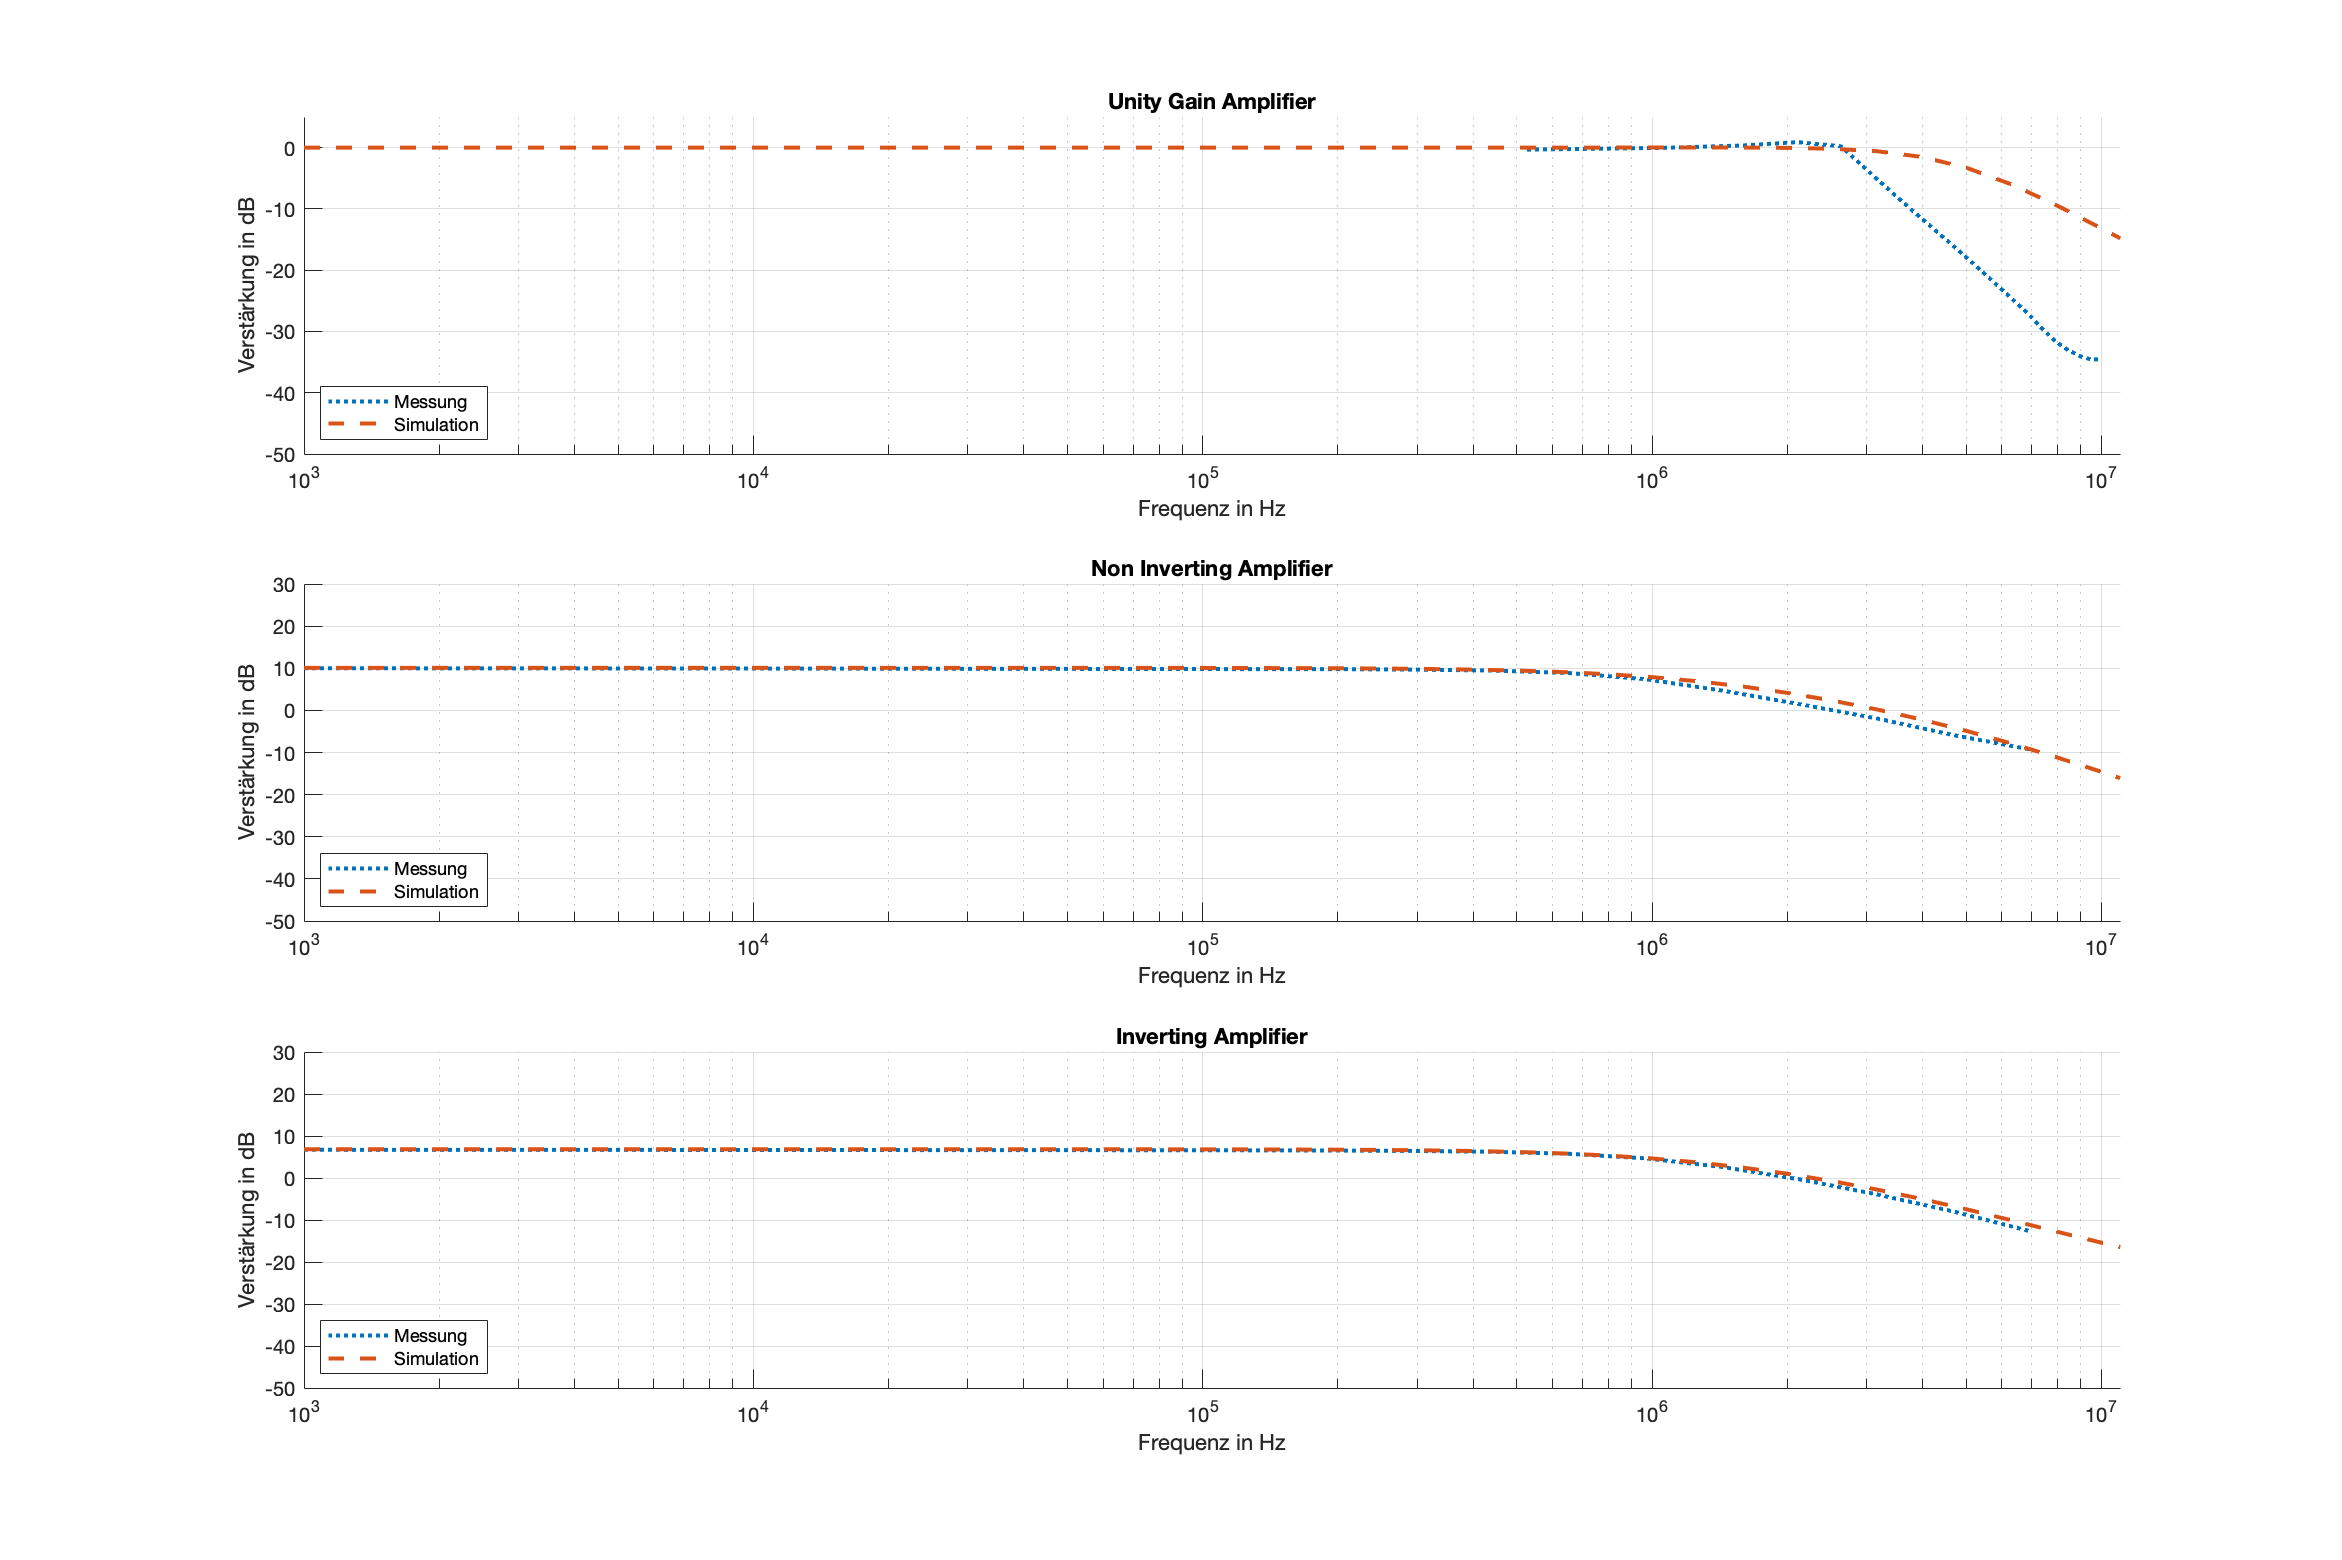 Unity Gain Amplifier
Verstärkung in dB
0
-10
-20
-30
-40
-50
Messung
Simulation
10^3 10^4 10^5 10^6 10^7
Frequenz in Hz
Non Inverting Amplifier
Verstärkung in dB
30
20
10
0
-10
-20
-30
-40
-50
Messung
Simulation
10^3 10^4 10^5 10^6 10^7
Frequenz in Hz
Inverting Amplifier
Verstärkung in dB
30
20
10
0
-10
-20
-30
-40
-50
Messung
Simulation
10^3 10^4 10^5 10^6 10^7
Frequenz in Hz